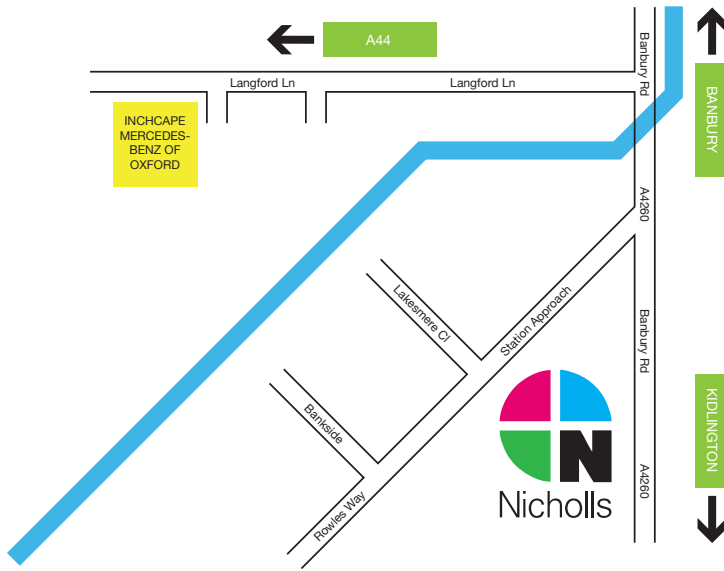 A44
Banbury Rd
BANBURY
Langford Ln
Langford Ln
INCHCAPE
MERCEDES-
BENZ OF
OXFORD
A4260
Lakesmere Cl
Station Approach
Banbury Rd
KIDLINGTON
Bankside
N
Nicholls
A4260
Rowles Way